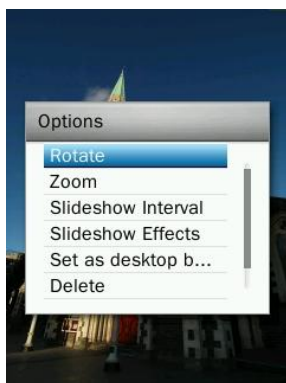 Options
Rotate
Zoom
Slideshow Interval
Slideshow Effects
Set as desktop b...
Delete